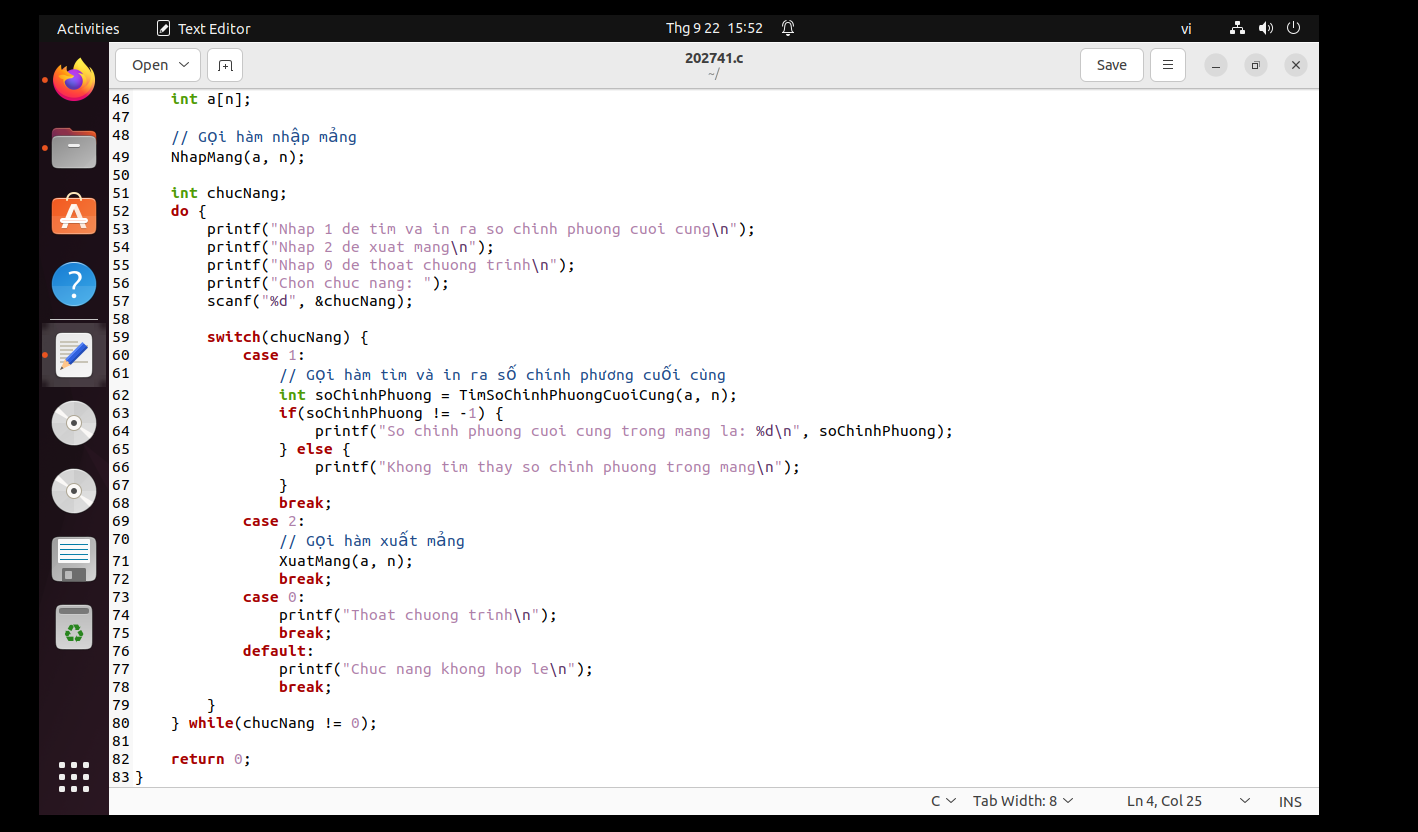 Activities Text Editor Thg 9 22 15:52 vi
Open 202741.c Save
~/
46 int a[n];
47
48 // Gọi hàm nhập mảng
49 NhapMang(a, n);
50
51 int chucNang;
52 do {
53 printf("Nhap 1 de tim va in ra so chinh phuong cuoi cung\n");
54 printf("Nhap 2 de xuat mang\n");
55 printf("Nhap 0 de thoat chuong trinh\n");
56 printf("Chon chuc nang: ");
57 scanf("%d", &chucNang);
58
59 switch(chucNang) {
60 case 1:
61 // Gọi hàm tìm và in ra số chính phương cuối cùng
62 int soChinhPhuong = TimSoChinhPhuongCuoiCung(a, n);
63 if(soChinhPhuong != -1) {
64 printf("So chinh phuong cuoi cung trong mang la: %d\n", soChinhPhuong);
65 } else {
66 printf("Khong tim thay so chinh phuong trong mang\n");
67 }
68 break;
69 case 2:
70 // Gọi hàm xuất mảng
71 XuatMang(a, n);
72 break;
73 case 0:
74 printf("Thoat chuong trinh\n");
75 break;
76 default:
77 printf("Chuc nang khong hop le\n");
78 break;
79 }
80 } while(chucNang != 0);
81
82 return 0;
83 }
C Tab Width: 8 Ln 4, Col 25 INS